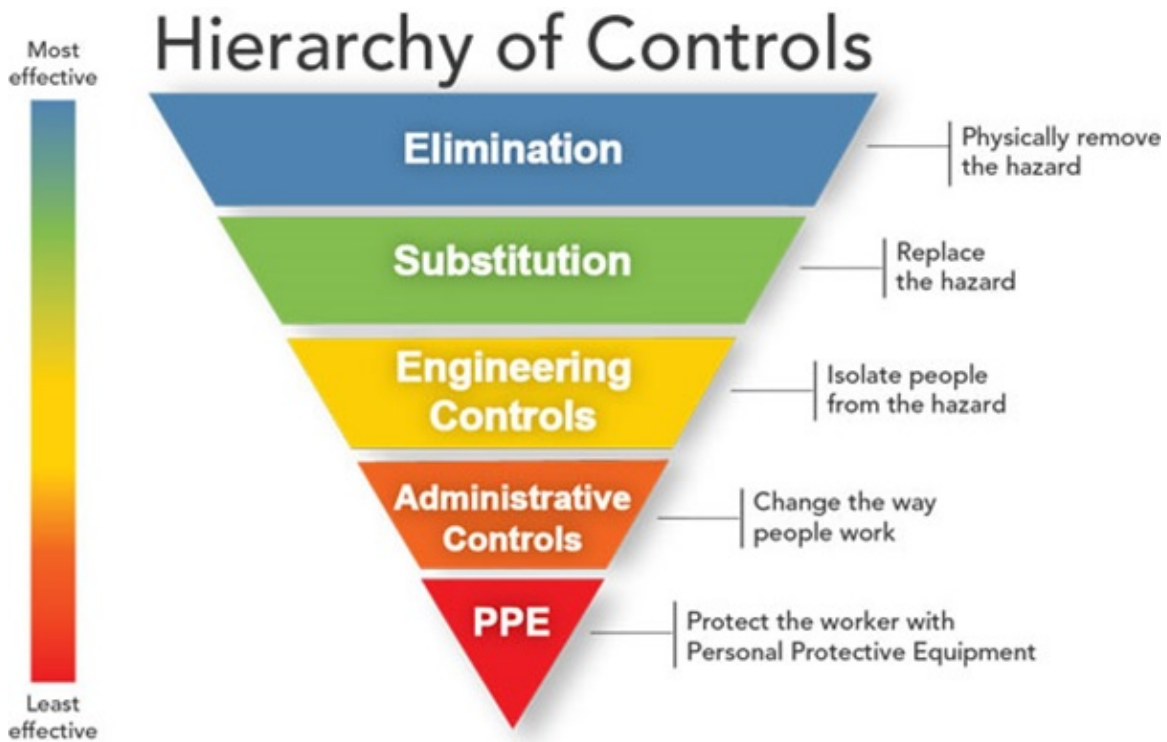 Hierarchy of Controls
Most
effective
Elimination
Physically remove
the hazard
Substitution
Replace
the hazard
Engineering
Controls
Isolate people
from the hazard
Administrative
Controls
Change the way
people work
PPE
Protect the worker with
Personal Protective Equipment
Least
effective